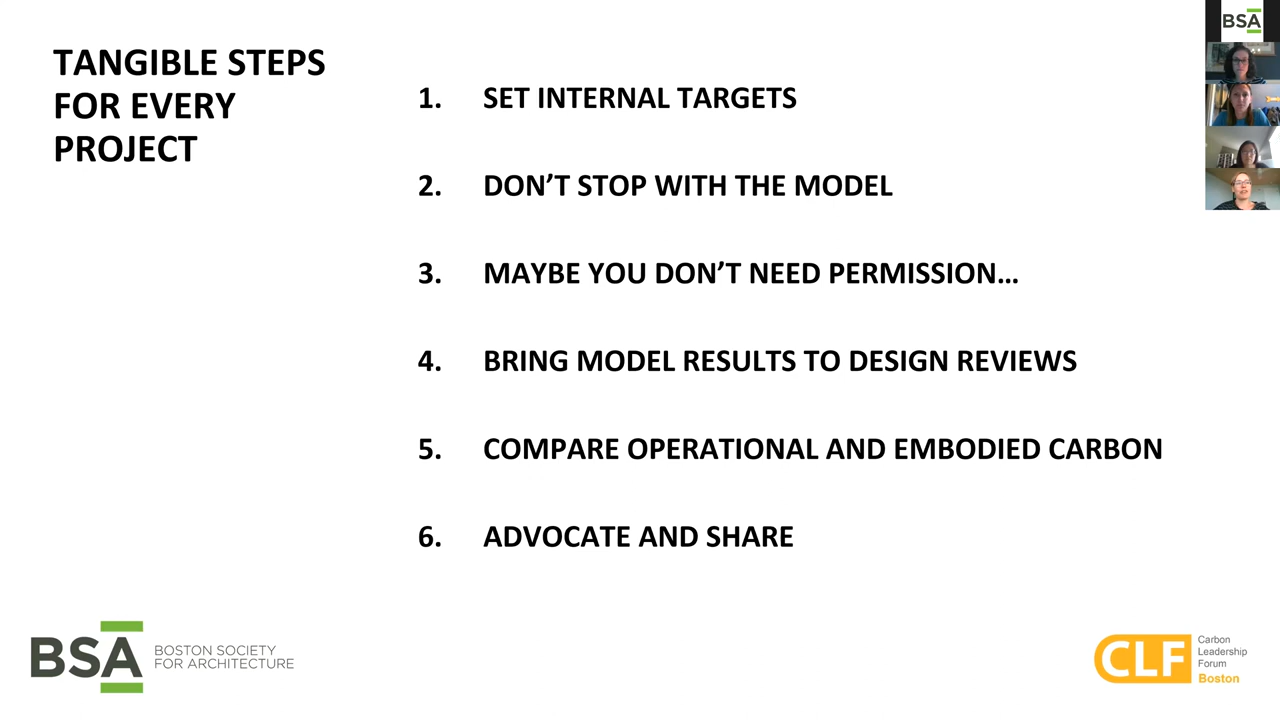 TANGIBLE STEPS
FOR EVERY
PROJECT
1. SET INTERNAL TARGETS
2. DON’T STOP WITH THE MODEL
3. MAYBE YOU DON’T NEED PERMISSION…
4. BRING MODEL RESULTS TO DESIGN REVIEWS
5. COMPARE OPERATIONAL AND EMBODIED CARBON
6. ADVOCATE AND SHARE
BSA
BSA
BOSTON SOCIETY
FOR ARCHITECTURE
CLF
Carbon
Leadership
Forum
Boston